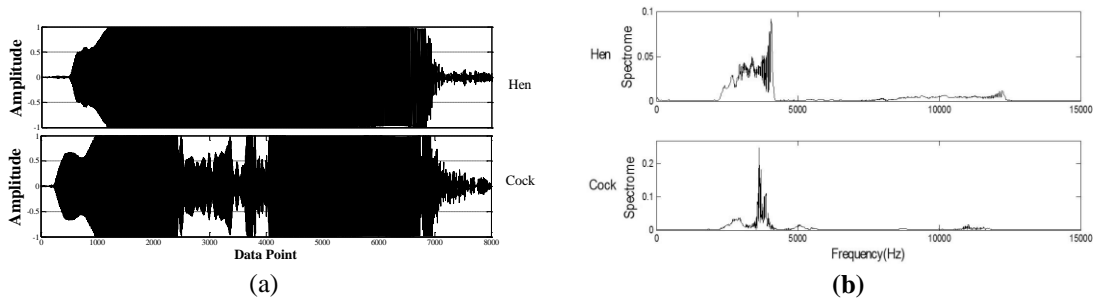 1
0.5
0
-0.5
-1
Amplitude
Hen
1
0.5
0
-0.5
-1
Amplitude
Cock
0 1000 2000 3000 4000 5000 6000 7000 8000
Data Point
(a)
0.1
0.05
0
Hen
Spectrome
0 5000 10000 15000
0.2
0.1
0
Cock
Spectrome
0 5000 10000 15000
Frequency(Hz)
(b)